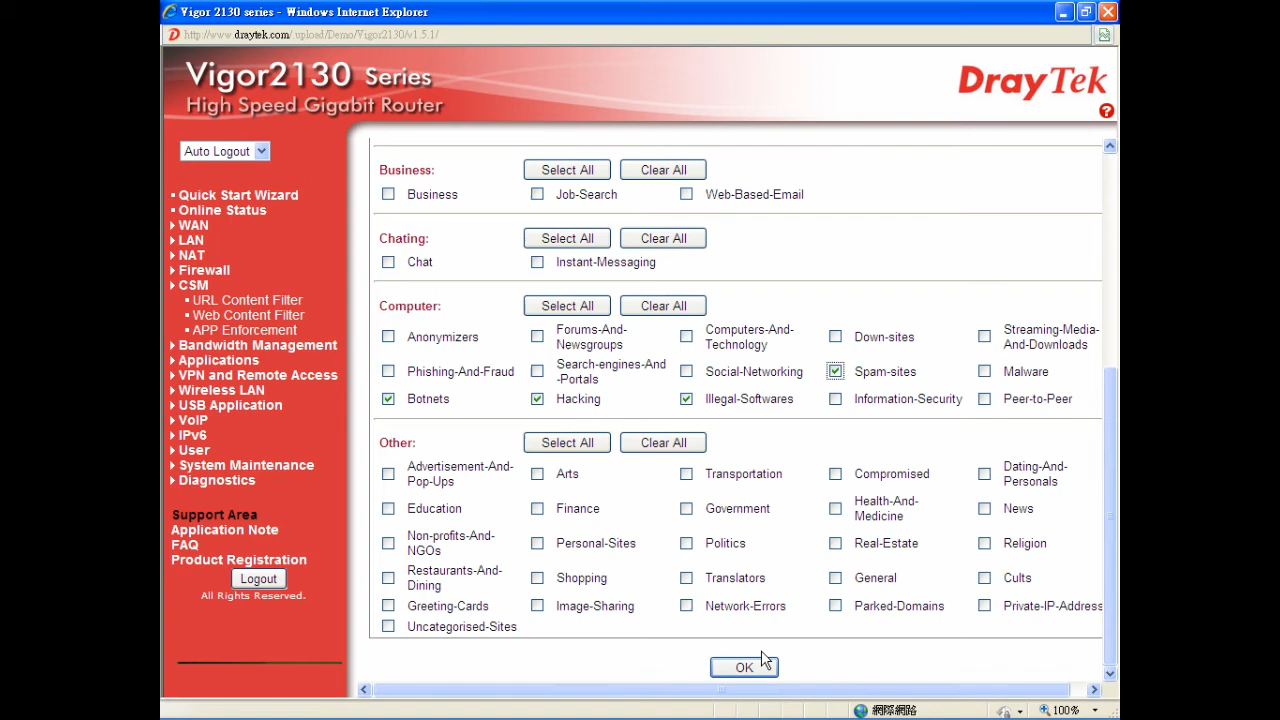 Vigor 2130 series - Windows Internet Explorer
http://www.draytek.com/upload/Demo/Vigor2130/v1.5.1/
Vigor2130 Series
High Speed Gigabit Router
DrayTek
?
Auto Logout
Quick Start Wizard
Online Status
WAN
LAN
NAT
Firewall
CSM
URL Content Filter
Web Content Filter
APP Enforcement
Bandwidth Management
Applications
VPN and Remote Access
Wireless LAN
USB Application
VoIP
IPv6
User
System Maintenance
Diagnostics
Support Area
Application Note
FAQ
Product Registration
Logout
All Rights Reserved.
Business: Select All Clear All
Business Job-Search Web-Based-Email
Chating: Select All Clear All
Chat Instant-Messaging
Computer: Select All Clear All
Anonymizers Forums-And-Newsgroups Computers-And-Technology Down-sites Streaming-Media-And-Downloads
Phishing-And-Fraud Search-engines-And-Portals Social-Networking Spam-sites Malware
Botnets Hacking Illegal-Softwares Information-Security Peer-to-Peer
Other: Select All Clear All
Advertisement-And-Pop-Ups Arts Transportation Compromised Dating-And-Personals
Education Finance Government Health-And-Medicine News
Non-profits-And-NGOs Personal-Sites Politics Real-Estate Religion
Restaurants-And-Dining Shopping Translators General Cults
Greeting-Cards Image-Sharing Network-Errors Parked-Domains Private-IP-Address
Uncategorised-Sites
OK
網際網路 100%